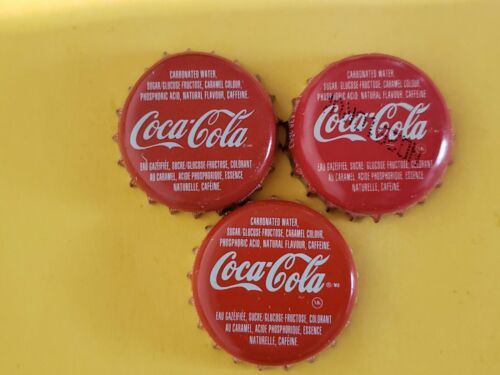 CARBONATED WATER,
SUGAR/GLUCOSE-FRUCTOSE, CARAMEL COLOUR,
PHOSPHORIC ACID, NATURAL FLAVOUR, CAFFEINE.
Coca-Cola
EAU GAZÉIFIÉE, SUCRE/GLUCOSE-FRUCTOSE, COLORANT
AU CARAMEL, ACIDE PHOSPHORIQUE, ESSENCE
NATURELLE, CAFÉINE.
CARBONATED WATER,
SUGAR/GLUCOSE-FRUCTOSE, CARAMEL COLOUR,
PHOSPHORIC ACID, NATURAL FLAVOUR, CAFFEINE.
Coca-Cola
EAU GAZÉIFIÉE, SUCRE/GLUCOSE-FRUCTOSE, COLORANT
AU CARAMEL, ACIDE PHOSPHORIQUE, ESSENCE
NATURELLE, CAFÉINE.
CARBONATED WATER,
SUGAR/GLUCOSE-FRUCTOSE, CARAMEL COLOUR,
PHOSPHORIC ACID, NATURAL FLAVOUR, CAFFEINE.
Coca-Cola ®
EAU GAZÉIFIÉE, SUCRE/GLUCOSE-FRUCTOSE, COLORANT
AU CARAMEL, ACIDE PHOSPHORIQUE, ESSENCE
NATURELLE, CAFÉINE.